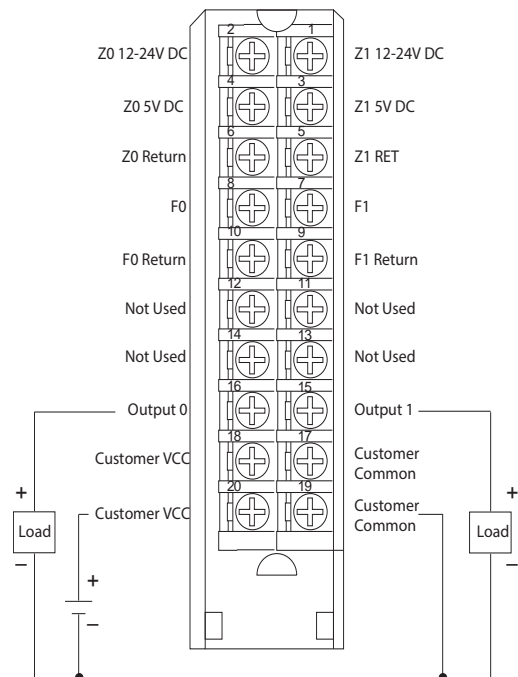 2 1
Z0 12-24V DC Z1 12-24V DC
4 3
Z0 5V DC Z1 5V DC
6 5
Z0 Return Z1 RET
8 7
F0 F1
10 9
F0 Return F1 Return
12 11
Not Used Not Used
14 13
Not Used Not Used
16 15
Output 0 Output 1
18 17
Customer VCC Customer
Common
20 19
Customer VCC Customer
Common
+ +
Load Load
– –
+
–